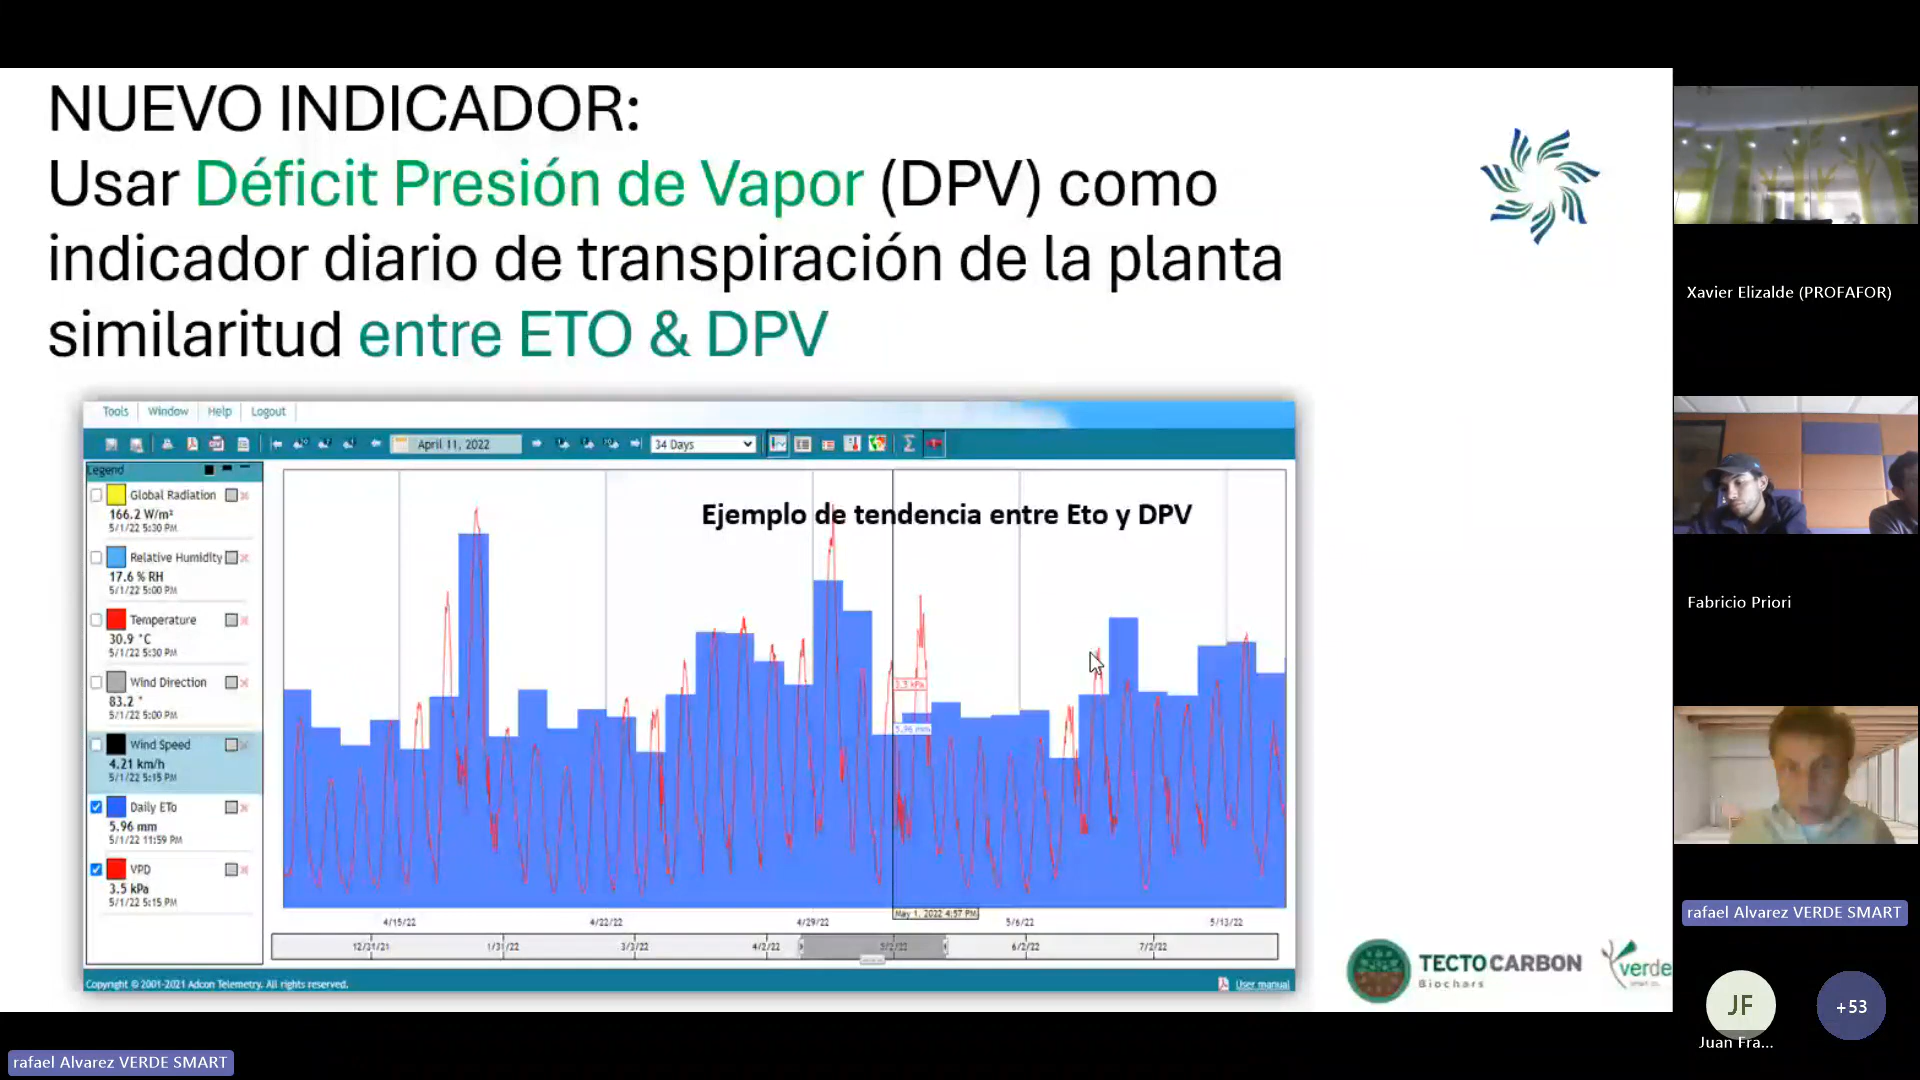 NUEVO INDICADOR:
Usar Déficit Presión de Vapor (DPV) como
indicador diario de transpiración de la planta
similaritud entre ETO & DPV
Tools Window Help Logout
April 11, 2022
34 Days
Legend
Global Radiation
166.2 W/m²
5/1/22 5:30 PM
Relative Humidity
17.6 % RH
5/1/22 5:00 PM
Temperature
30.9 °C
5/1/22 5:30 PM
Wind Direction
83.2 °
5/1/22 5:00 PM
Wind Speed
4.21 km/h
5/1/22 5:15 PM
Daily ETo
5.96 mm
5/1/22 11:59 PM
VPD
3.5 kPa
5/1/22 5:15 PM
Ejemplo de tendencia entre Eto y DPV
3.5 kPa
5.96 mm
May 1, 2022 4:57 PM
4/15/22 4/22/22 4/29/22 5/6/22 5/13/22
12/31/21 1/31/22 3/3/22 4/2/22 5/2/22 6/2/22 7/2/22
Copyright © 2001-2021 Adcon Telemetry. All rights reserved.
User manual
TECTOCARBON
Biochars
verde
Xavier Elizalde (PROFAFOR)
Fabricio Priori
rafael Alvarez VERDE SMART
JF
+53
Juan Fra...
rafael Alvarez VERDE SMART